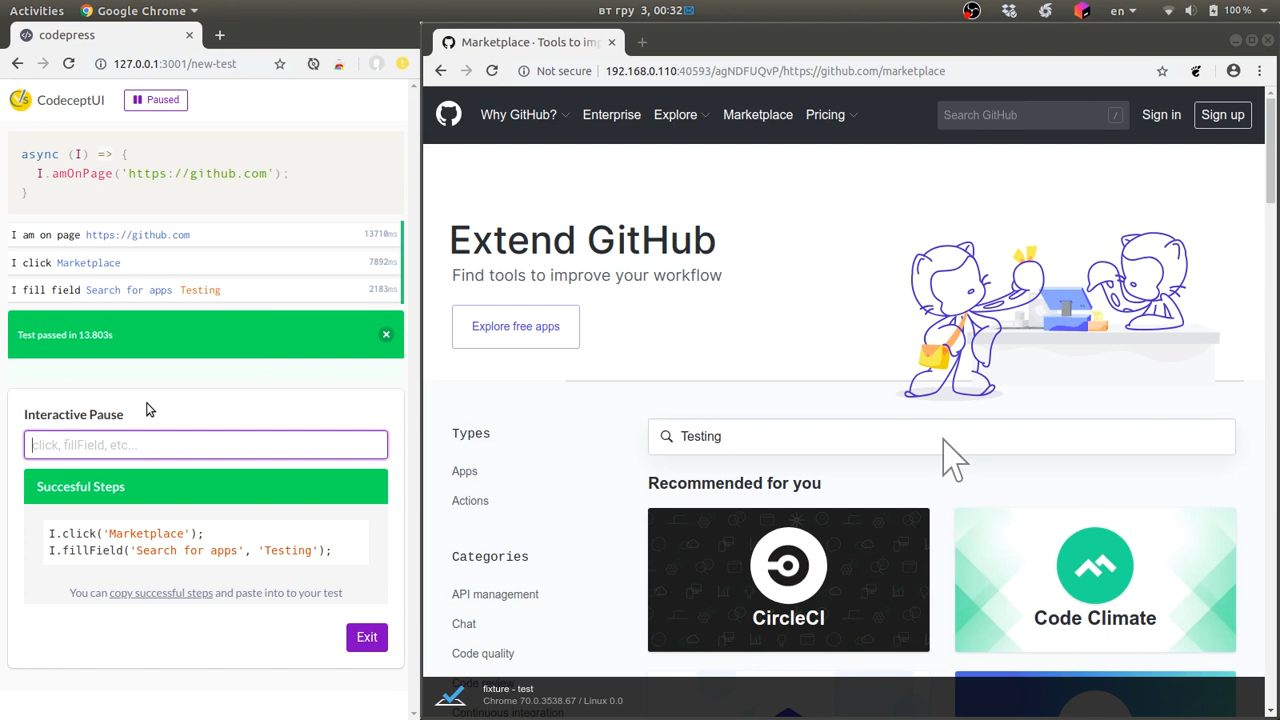 Activities
Google Chrome
вт гру 3, 00:32
en
100 %
codepress
127.0.0.1:3001/new-test
CodeceptUI
Paused
async (I) => {
I.amOnPage('https://github.com');
}
I am on page https://github.com 13710ms
I click Marketplace 7892ms
I fill field Search for apps Testing 2183ms
Test passed in 13.803s
Interactive Pause
click, fillField, etc...
Succesful Steps
I.click('Marketplace');
I.fillField('Search for apps', 'Testing');
You can copy successful steps and paste into to your test
Exit
Marketplace · Tools to im
Not secure
192.168.0.110:40593/agNDFUQvP/https://github.com/marketplace
Why GitHub?
Enterprise
Explore
Marketplace
Pricing
Search GitHub
/
Sign in
Sign up
Extend GitHub
Find tools to improve your workflow
Explore free apps
Types
Apps
Actions
Categories
API management
Chat
Code quality
Code review
Continuous integration
Testing
Recommended for you
CircleCI
Code Climate
fixture - test
Chrome 70.0.3538.67 / Linux 0.0